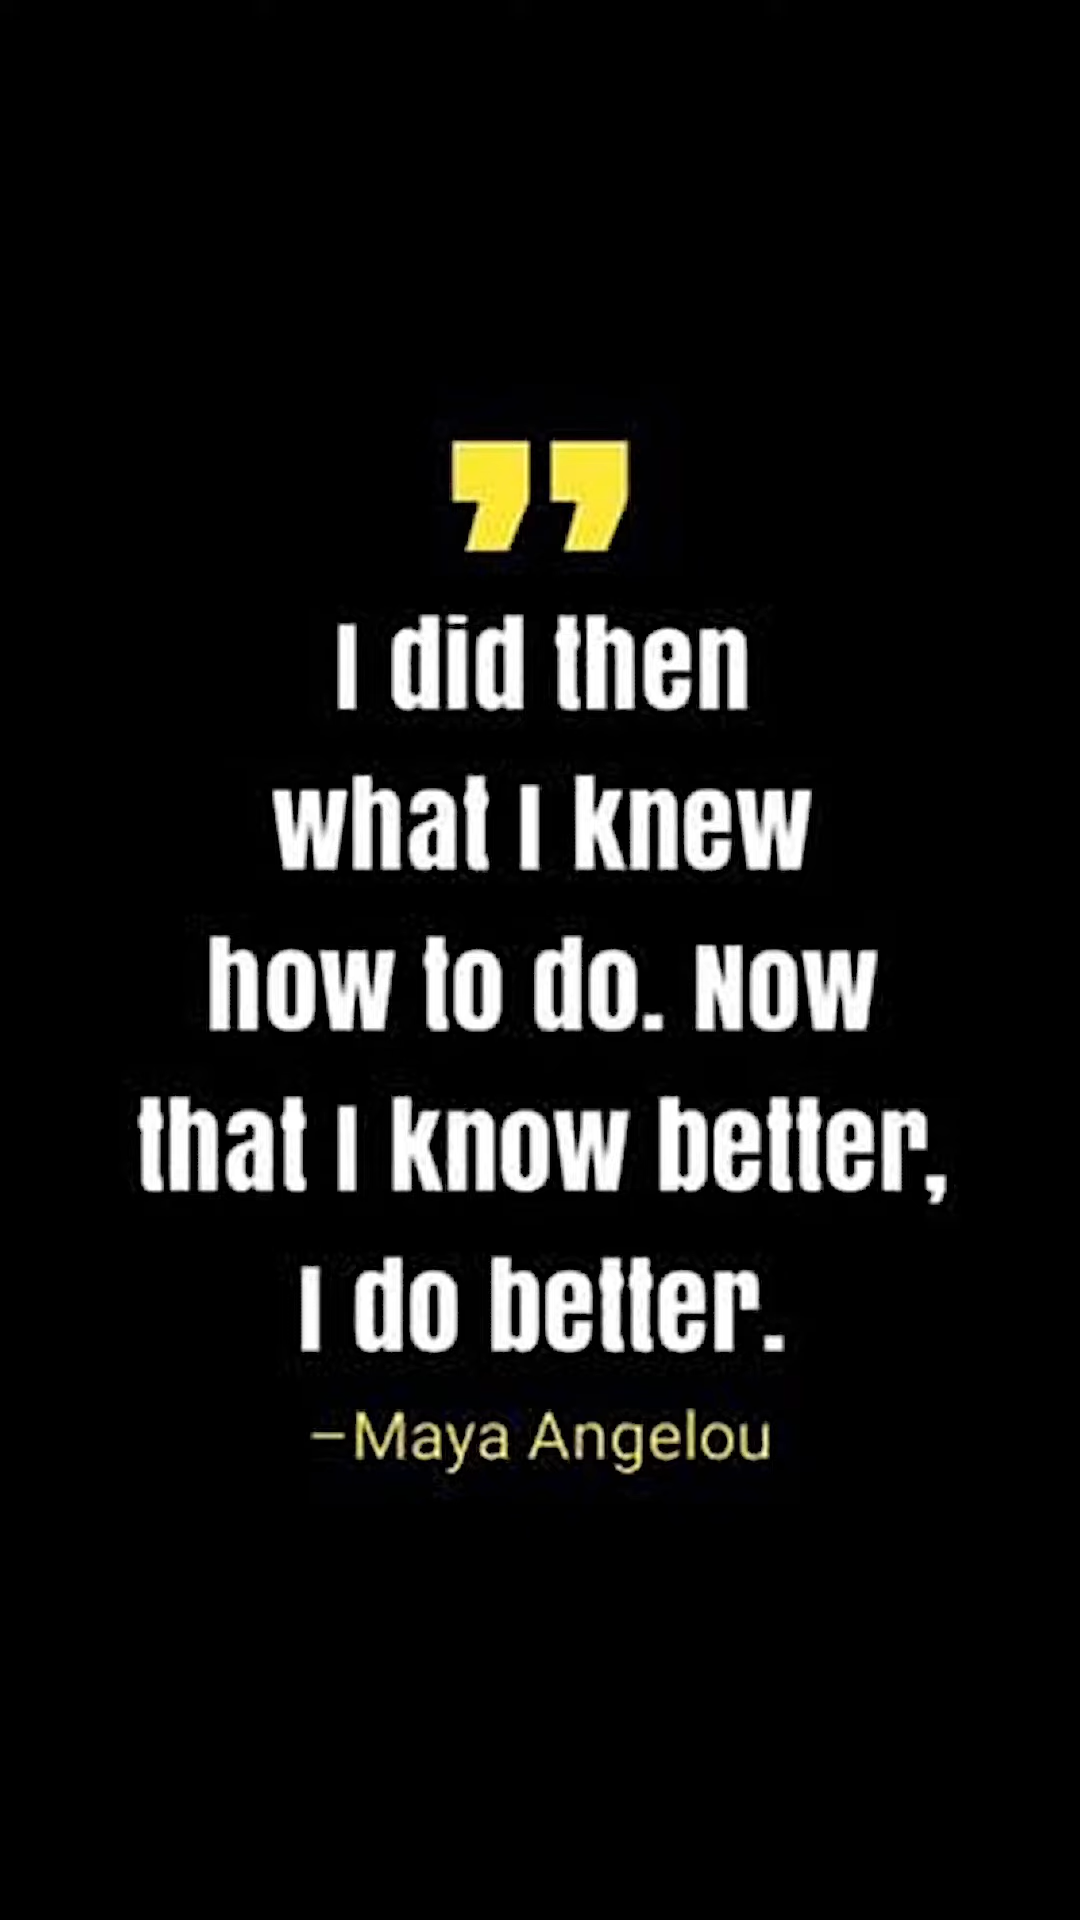 ”
I did then
what I knew
how to do. Now
that I know better,
I do better.
–Maya Angelou